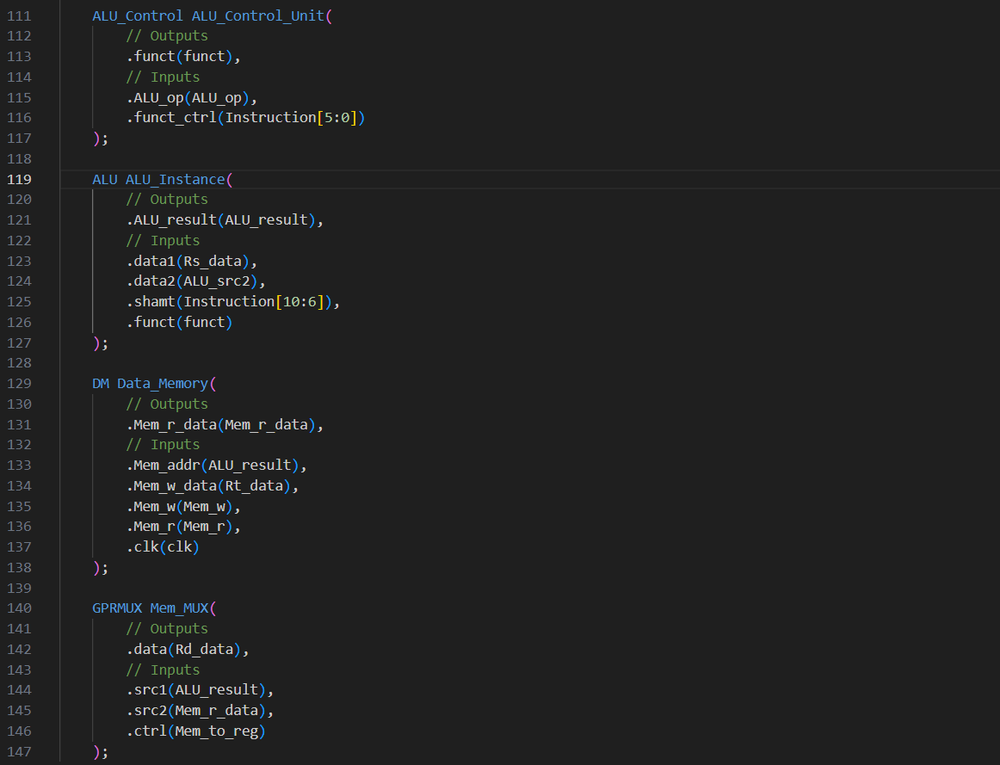 111 ALU_Control ALU_Control_Unit(
112 // Outputs
113 .funct(funct),
114 // Inputs
115 .ALU_op(ALU_op),
116 .funct_ctrl(Instruction[5:0])
117 );
118
119 ALU ALU_Instance(
120 // Outputs
121 .ALU_result(ALU_result),
122 // Inputs
123 .data1(Rs_data),
124 .data2(ALU_src2),
125 .shamt(Instruction[10:6]),
126 .funct(funct)
127 );
128
129 DM Data_Memory(
130 // Outputs
131 .Mem_r_data(Mem_r_data),
132 // Inputs
133 .Mem_addr(ALU_result),
134 .Mem_w_data(Rt_data),
135 .Mem_w(Mem_w),
136 .Mem_r(Mem_r),
137 .clk(clk)
138 );
139
140 GPRMUX Mem_MUX(
141 // Outputs
142 .data(Rd_data),
143 // Inputs
144 .src1(ALU_result),
145 .src2(Mem_r_data),
146 .ctrl(Mem_to_reg)
147 );